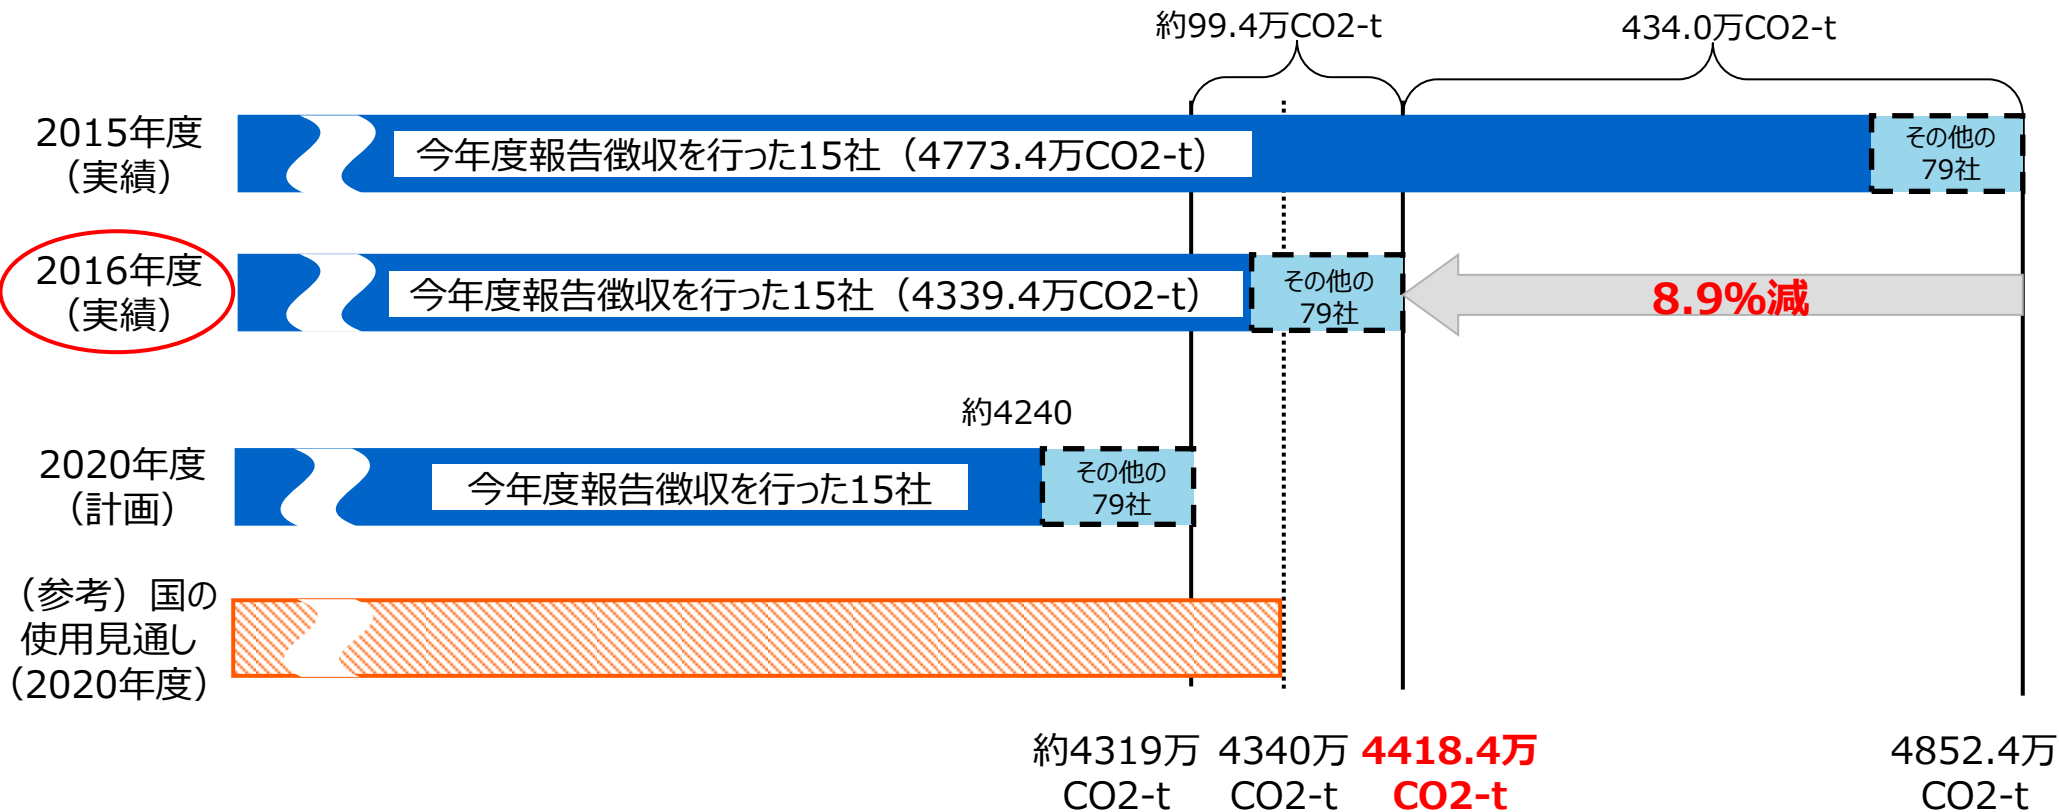 約99.4万CO2-t
434.0万CO2-t
2015年度
（実績）
今年度報告徴収を行った15社（4773.4万CO2-t）
その他の
79社
2016年度
（実績）
今年度報告徴収を行った15社（4339.4万CO2-t）
その他の
79社
8.9%減
約4240
2020年度
（計画）
今年度報告徴収を行った15社
その他の
79社
（参考）国の
使用見通し
（2020年度）
約4319万
CO2-t
4340万
CO2-t
4418.4万
CO2-t
4852.4万
CO2-t